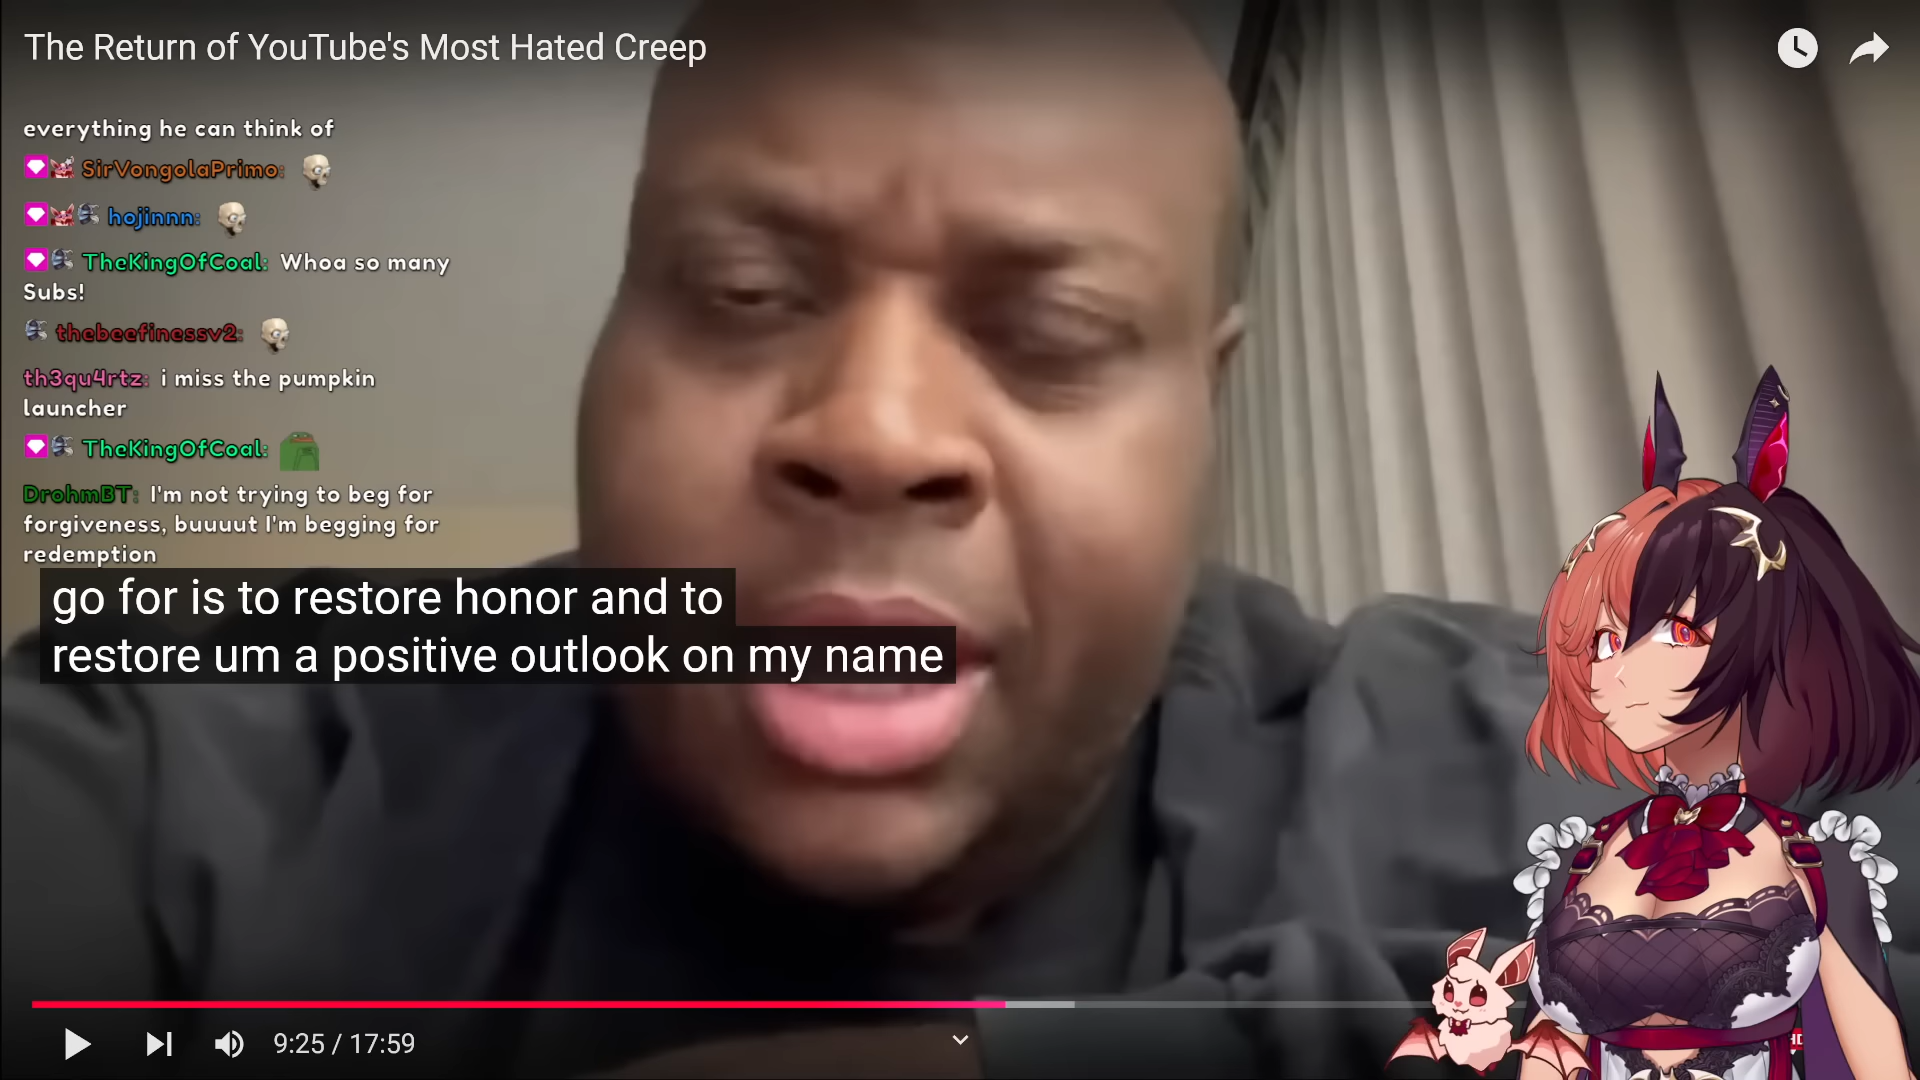 The Return of YouTube's Most Hated Creep
everything he can think of
SirVongolaPrimo:
hojinnn:
TheKingOfCoal: Whoa so many
Subs!
thebeefinessv2:
th3qu4rtz: i miss the pumpkin
launcher
TheKingOfCoal:
DrohmBT: I'm not trying to beg for
forgiveness, buuuut I'm begging for
redemption
go for is to restore honor and to
restore um a positive outlook on my name
9:25 / 17:59
HD